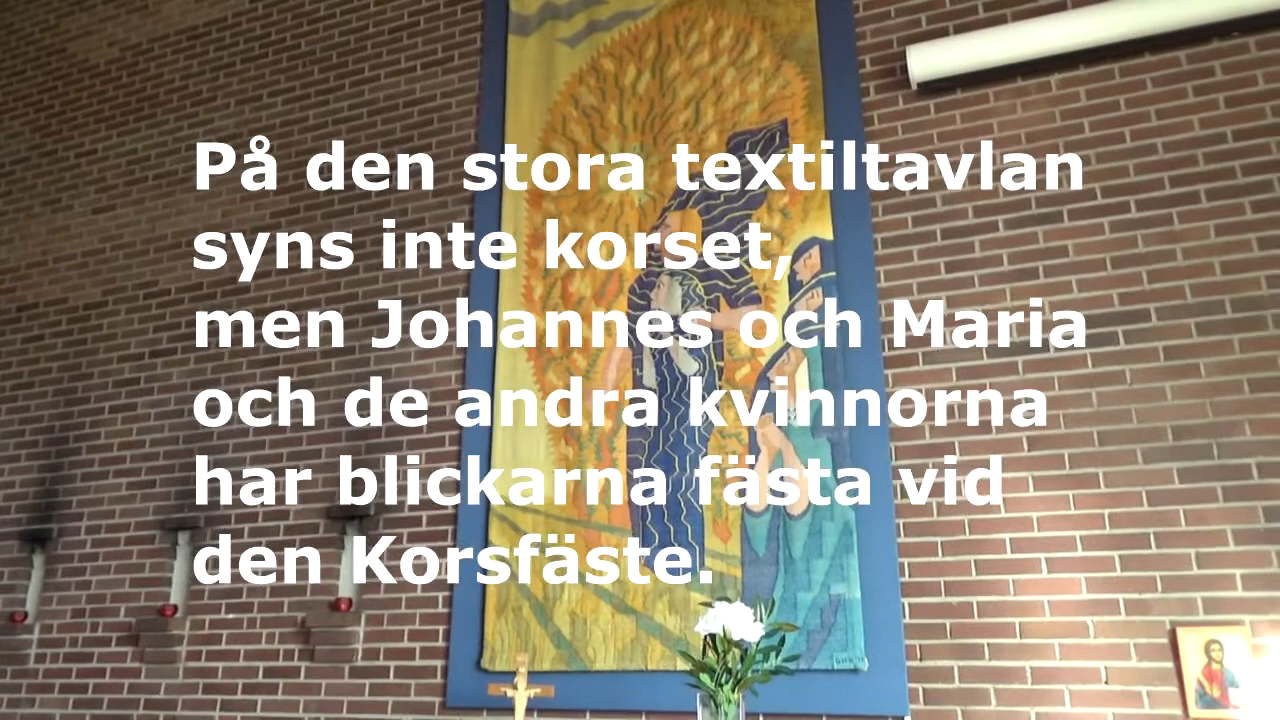 På den stora textiltavlan
syns inte korset,
men Johannes och Maria
och de andra kvinnorna
har blickarna fästa vid
den Korsfäste.